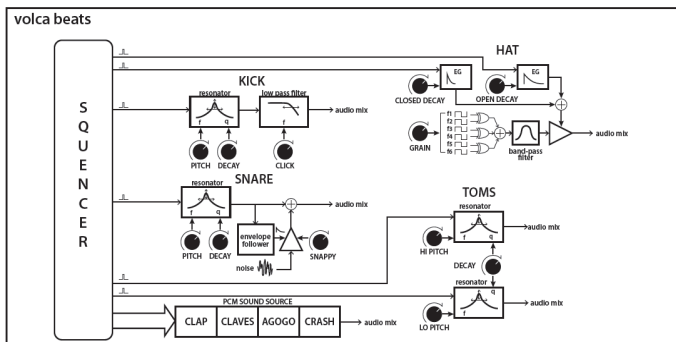 volca beats
SQUENCER
KICK
resonator
low pass filter
f
q
f
audio mix
PITCH
DECAY
CLICK
HAT
EG
EG
CLOSED DECAY
OPEN DECAY
GRAIN
f1
f2
f3
f4
f5
f6
band-pass
filter
audio mix
SNARE
resonator
f
q
audio mix
PITCH
DECAY
envelope
follower
SNAPPY
noise
TOMS
resonator
f
q
audio mix
HI PITCH
DECAY
resonator
q
f
audio mix
LO PITCH
PCM SOUND SOURCE
CLAP
CLAVES
AGOGO
CRASH
audio mix